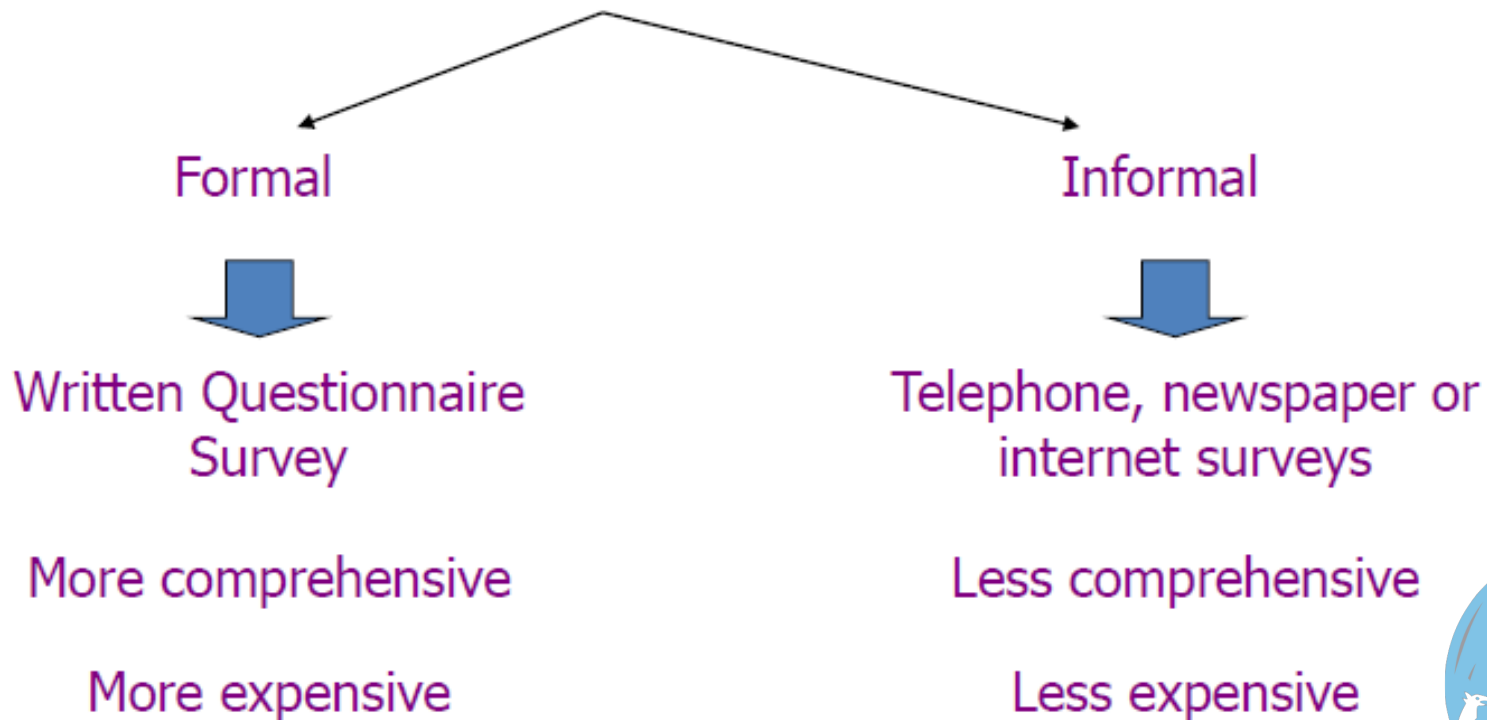 Formal
Informal
Written Questionnaire
Survey
Telephone, newspaper or
internet surveys
More comprehensive
Less comprehensive
More expensive
Less expensive